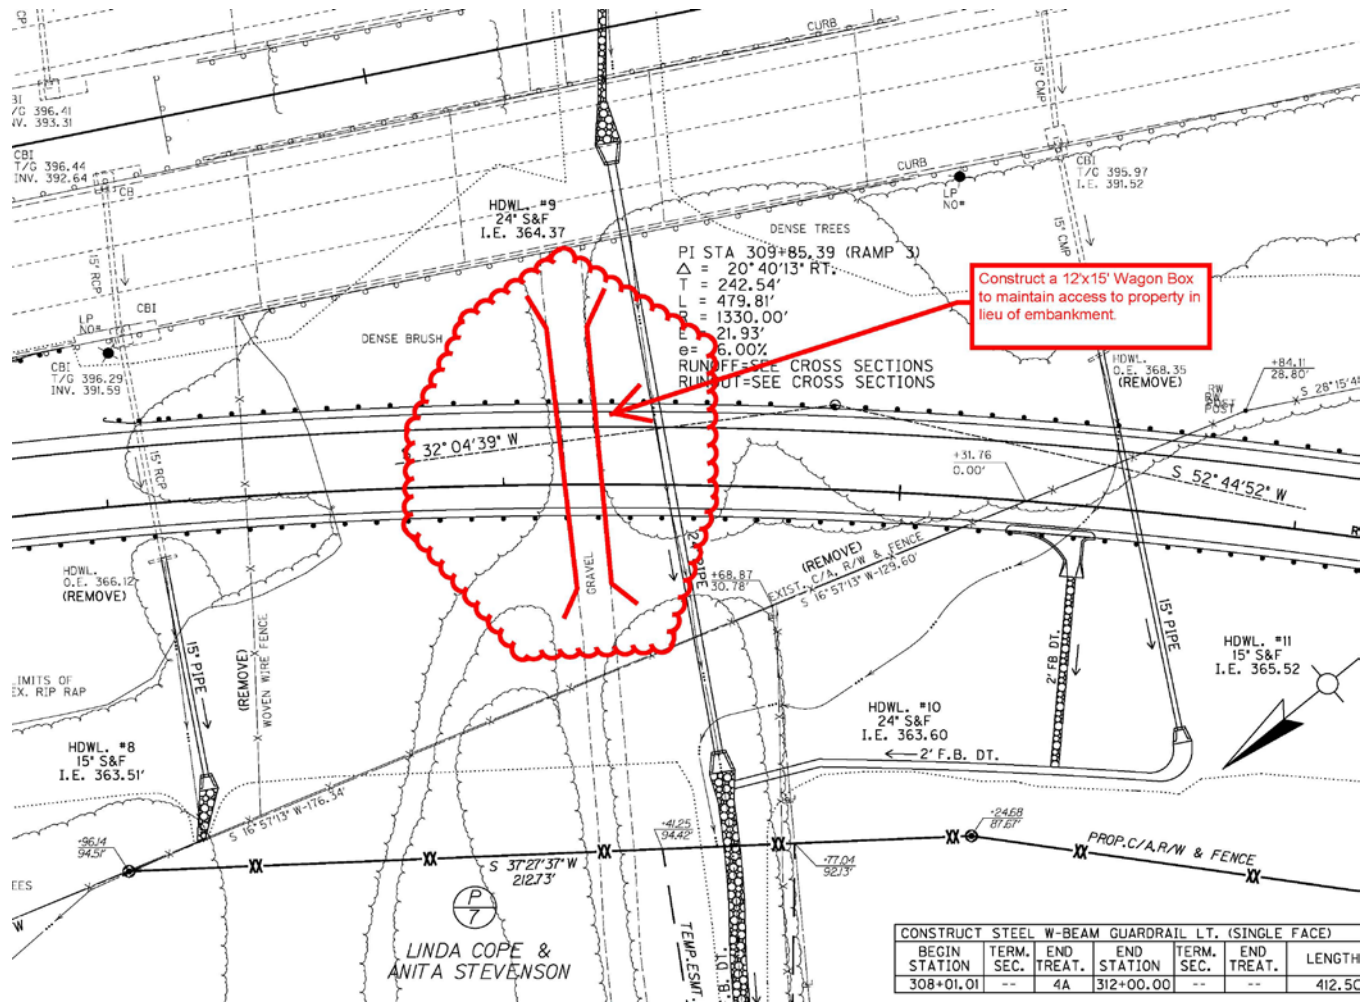 CP
CURB
BI
T/G 396.41
INV. 393.31
15" CMP
CBI
T/G 396.44
INV. 392.64
CB
CURB
CBI
T/G 395.97
I.E. 391.52
LP
NO#
HDWL. #9
24" S&F
I.E. 364.37
DENSE TREES
15" CMP
15" RCP
PI STA 309+85.39 (RAMP 3)
Δ = 20°40'13" RT.
T = 242.54'
L = 479.81'
R = 1330.00'
E = 21.93'
e= 6.00%
RUNOFF=SEE CROSS SECTIONS
RUNOUT=SEE CROSS SECTIONS
Construct a 12'x15' Wagon Box
to maintain access to property in
lieu of embankment.
CBI
LP
NO#
DENSE BRUSH
CBI
T/G 396.29
INV. 391.59
HDWL.
O.E. 368.35
(REMOVE)
+84.11
28.80'
RW
POST
S 28°15'4
32°04'39" W
15" RCP
+31.76
0.00'
S 52°44'52" W
R
HDWL.
O.E. 366.12
(REMOVE)
GRAVEL
PIPE
+68.87
30.78'
(REMOVE)
EXIST. C/A, R/W & FENCE
S 16°57'13" W-129.60'
15" PIPE
15" PIPE
(REMOVE)
WOVEN WIRE FENCE
2' FB DT.
HDWL. #11
15" S&F
I.E. 365.52
LIMITS OF
EX. RIP RAP
HDWL. #10
24" S&F
I.E. 363.60
HDWL. #8
15" S&F
I.E. 363.51'
2' F.B. DT.
S 16°57'13" W-176.34'
+96.14
94.51'
+41.25
94.42'
+24.68
87.67'
+77.04
92.13'
PROP.C/A,R/W & FENCE
S 37°27'37" W
212.73'
EES
W
P
7
LINDA COPE &
ANITA STEVENSON
TEMP.ESMT.
F.B. DT.
CONSTRUCT STEEL W-BEAM GUARDRAIL LT. (SINGLE FACE)
BEGIN STATION TERM. SEC. END TREAT. END STATION TERM. SEC. END TREAT. LENGTH
308+01.01 -- 4A 312+00.00 -- -- 412.50